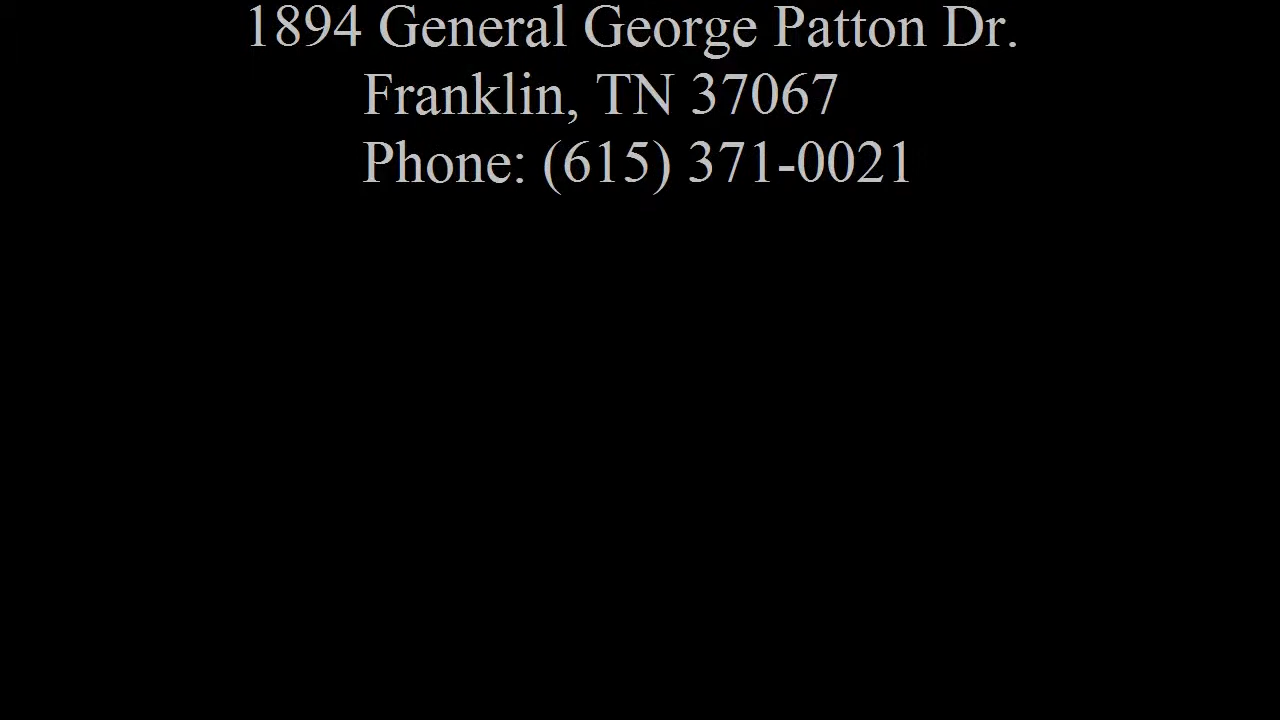 1894 General George Patton Dr.
Franklin, TN 37067
Phone: (615) 371-0021